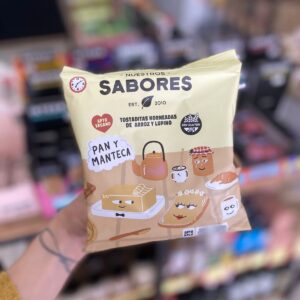 NUESTROS
SABORES
EST. 2010
APTO
VEGANO
TOSTADITAS HORNEADAS
DE ARROZ Y LUPINO
PAN Y
MANTECA